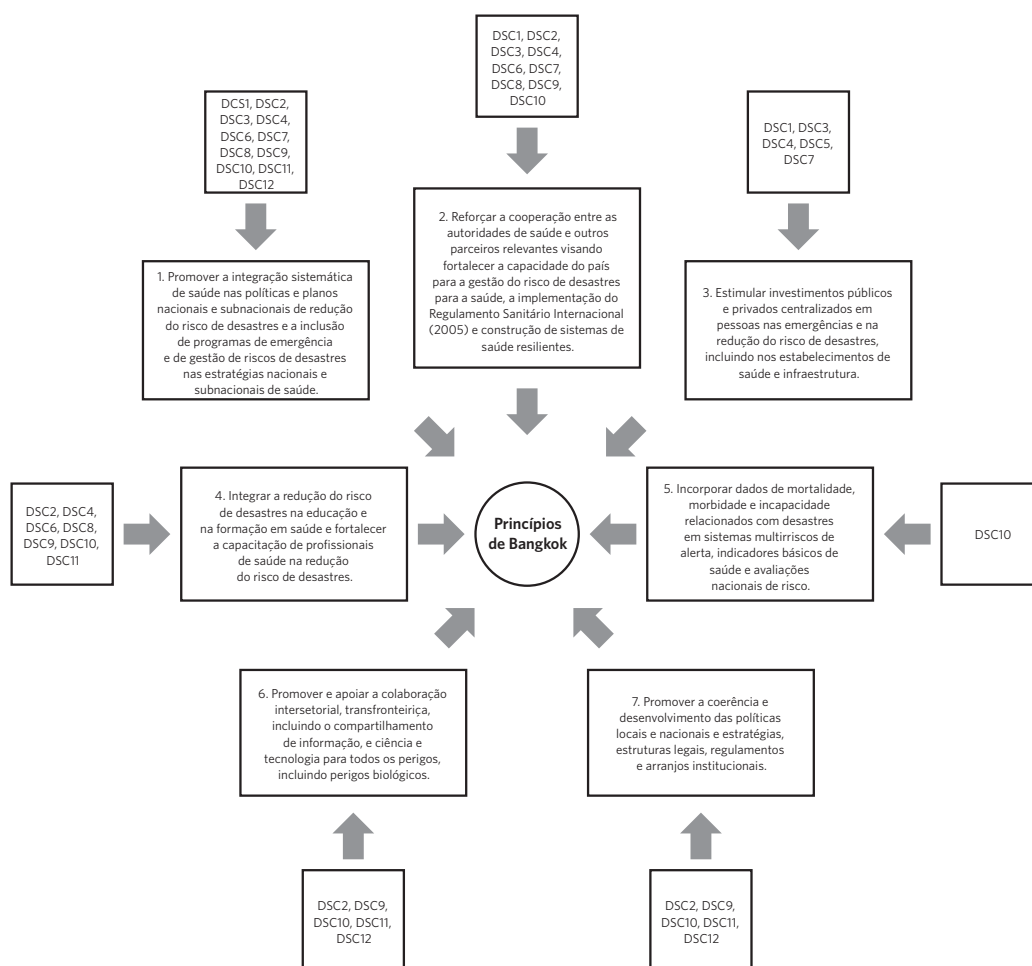 DSC1, DSC2,
DSC3, DSC4,
DSC6, DSC7,
DSC8, DSC9,
DSC10
DCS1, DSC2,
DSC3, DSC4,
DSC6, DSC7,
DSC8, DSC9,
DSC10, DSC11,
DSC12
DSC1, DSC3,
DSC4, DSC5,
DSC7
1. Promover a integração sistemática
de saúde nas políticas e planos
nacionais e subnacionais de redução
do risco de desastres e a inclusão
de programas de emergência
e de gestão de riscos de desastres
nas estratégias nacionais e
subnacionais de saúde.
2. Reforçar a cooperação entre as
autoridades de saúde e outros
parceiros relevantes visando
fortalecer a capacidade do país
para a gestão do risco de desastres
para a saúde, a implementação do
Regulamento Sanitário Internacional
(2005) e construção de sistemas de
saúde resilientes.
3. Estimular investimentos públicos
e privados centralizados em
pessoas nas emergências e na
redução do risco de desastres,
incluindo nos estabelecimentos de
saúde e infraestrutura.
DSC2, DSC4,
DSC6, DSC8,
DSC9, DSC10,
DSC11
4. Integrar a redução do risco
de desastres na educação e
na formação em saúde e fortalecer
a capacitação de profissionais
de saúde na redução
do risco de desastres.
Princípios
de Bangkok
5. Incorporar dados de mortalidade,
morbidade e incapacidade
relacionados com desastres
em sistemas multirriscos de
alerta, indicadores básicos de
saúde e avaliações
nacionais de risco.
DSC10
6. Promover e apoiar a colaboração
intersetorial, transfronteiriça,
incluindo o compartilhamento
de informação, e ciência e
tecnologia para todos os perigos,
incluindo perigos biológicos.
7. Promover a coerência e
desenvolvimento das políticas
locais e nacionais e estratégias,
estruturas legais, regulamentos
e arranjos institucionais.
DSC2, DSC9,
DSC10, DSC11,
DSC12
DSC2, DSC9,
DSC10, DSC11,
DSC12